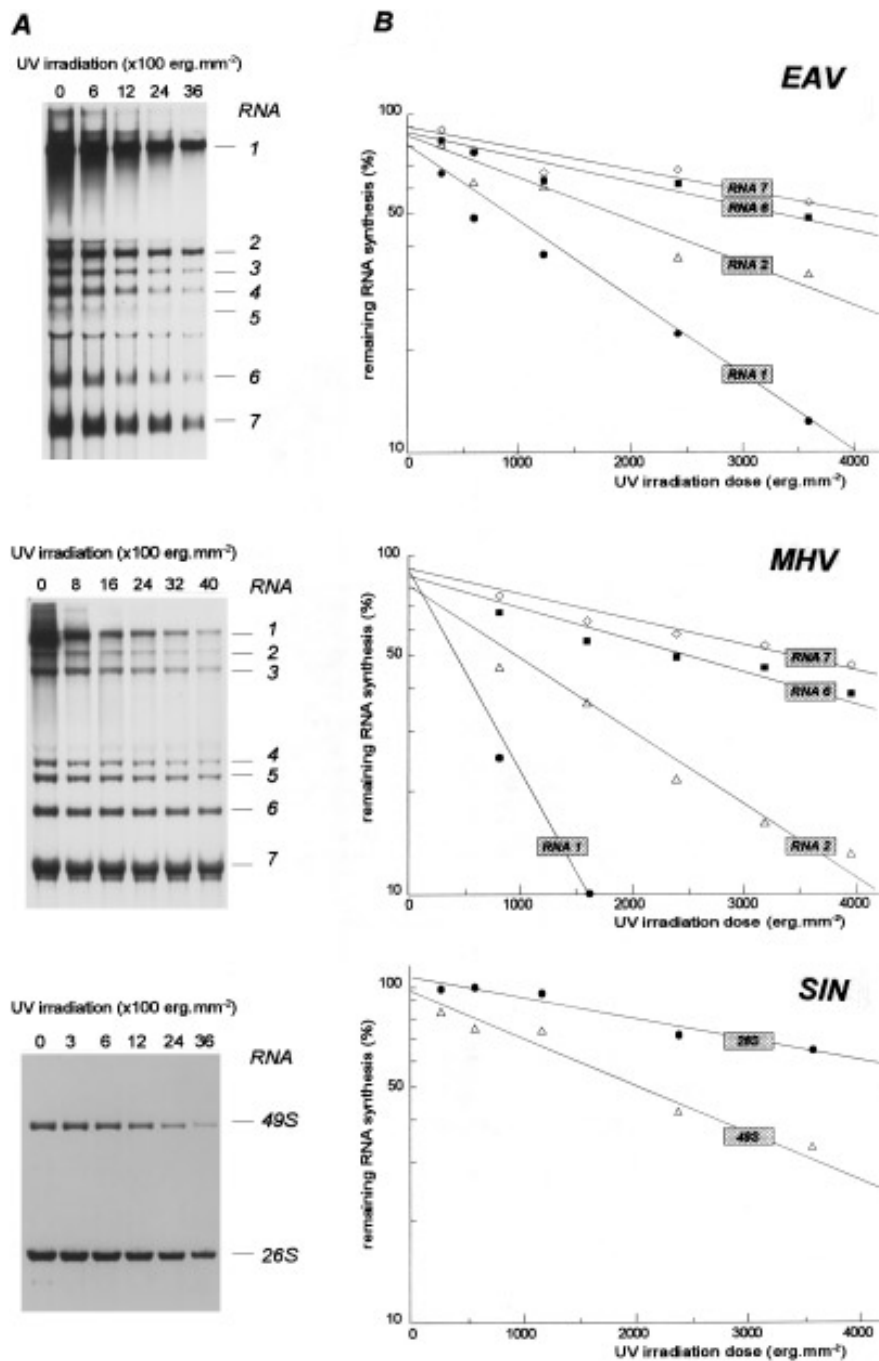 A
UV irradiation (x100 erg.mm-2)
0 6 12 24 36
RNA
1
2
3
4
5
6
7
B
EAV
100
50
10
remaining RNA synthesis (%)
RNA 7
RNA 6
RNA 2
RNA 1
0 1000 2000 3000 4000
UV irradiation dose (erg.mm-2)
UV irradiation (x100 erg.mm-2)
0 8 16 24 32 40
RNA
1
2
3
4
5
6
7
MHV
100
50
10
remaining RNA synthesis (%)
RNA 7
RNA 6
RNA 1
RNA 2
0 1000 2000 3000 4000
UV irradiation dose (erg.mm-2)
UV irradiation (x100 erg.mm-2)
0 3 6 12 24 36
RNA
49S
26S
SIN
100
50
10
remaining RNA synthesis (%)
26S
49S
0 1000 2000 3000 4000
UV irradiation dose (erg.mm-2)